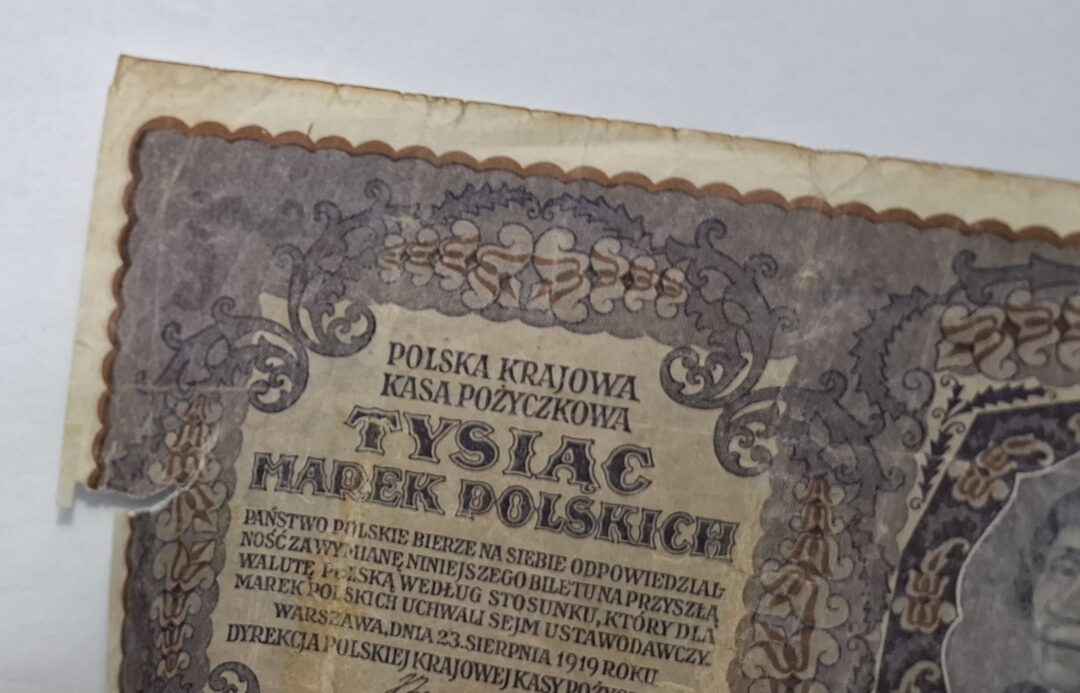 POLSKA KRAJOWA
KASA POŻYCZKOWA
TYSIĄC
MAREK POLSKICH
PAŃSTWO POLSKIE BIERZE NA SIEBIE ODPOWIEDZIAL-
NOŚĆ ZA WYMIANĘ NINIEJSZEGO BILETU NA PRZYSZŁĄ
WALUTĘ POLSKĄ WEDŁUG STOSUNKU, KTÓRY DLA
MAREK POLSKICH UCHWALI SEJM USTAWODAWCZY.
WARSZAWA, DNIA 23. SIERPNIA 1919 ROKU
DYREKCJA POLSKIEJ KRAJOWEJ KASY